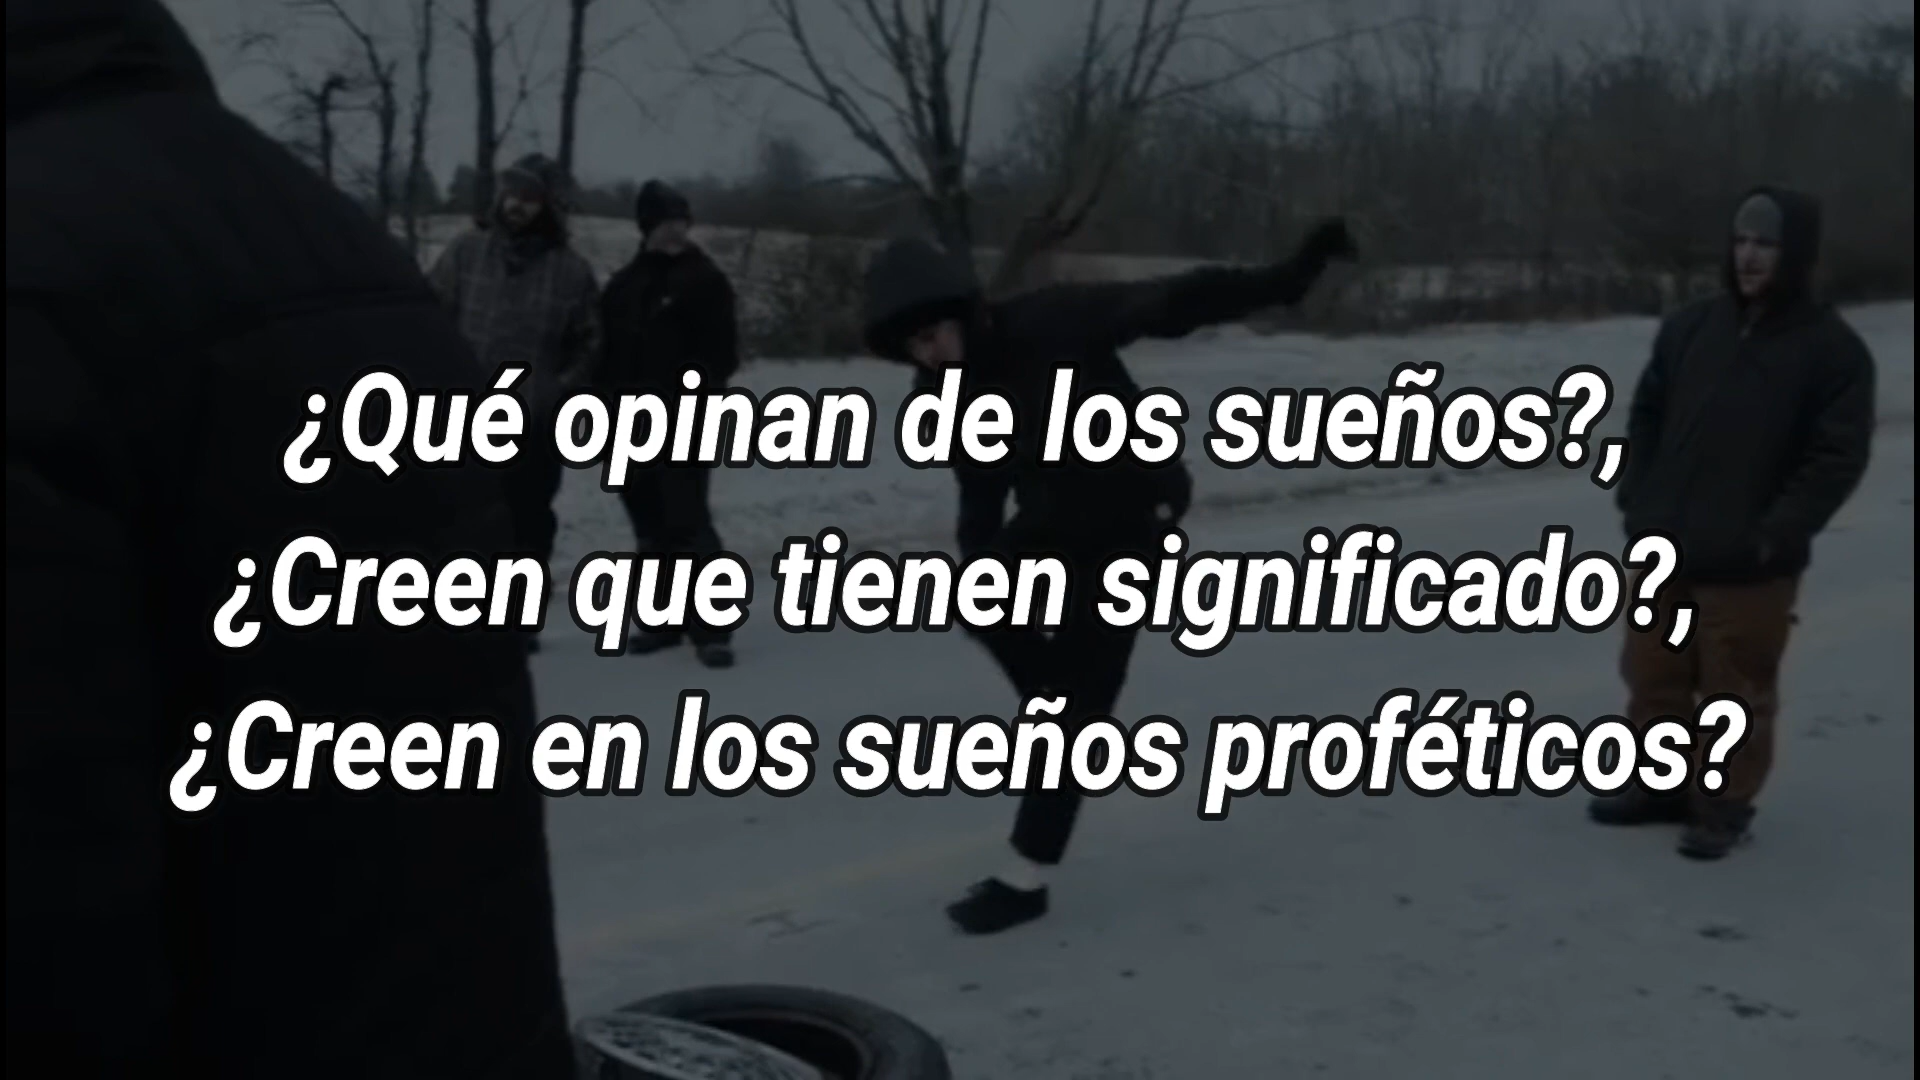 ¿Qué opinan de los sueños?,
¿Creen que tienen significado?,
¿Creen en los sueños proféticos?